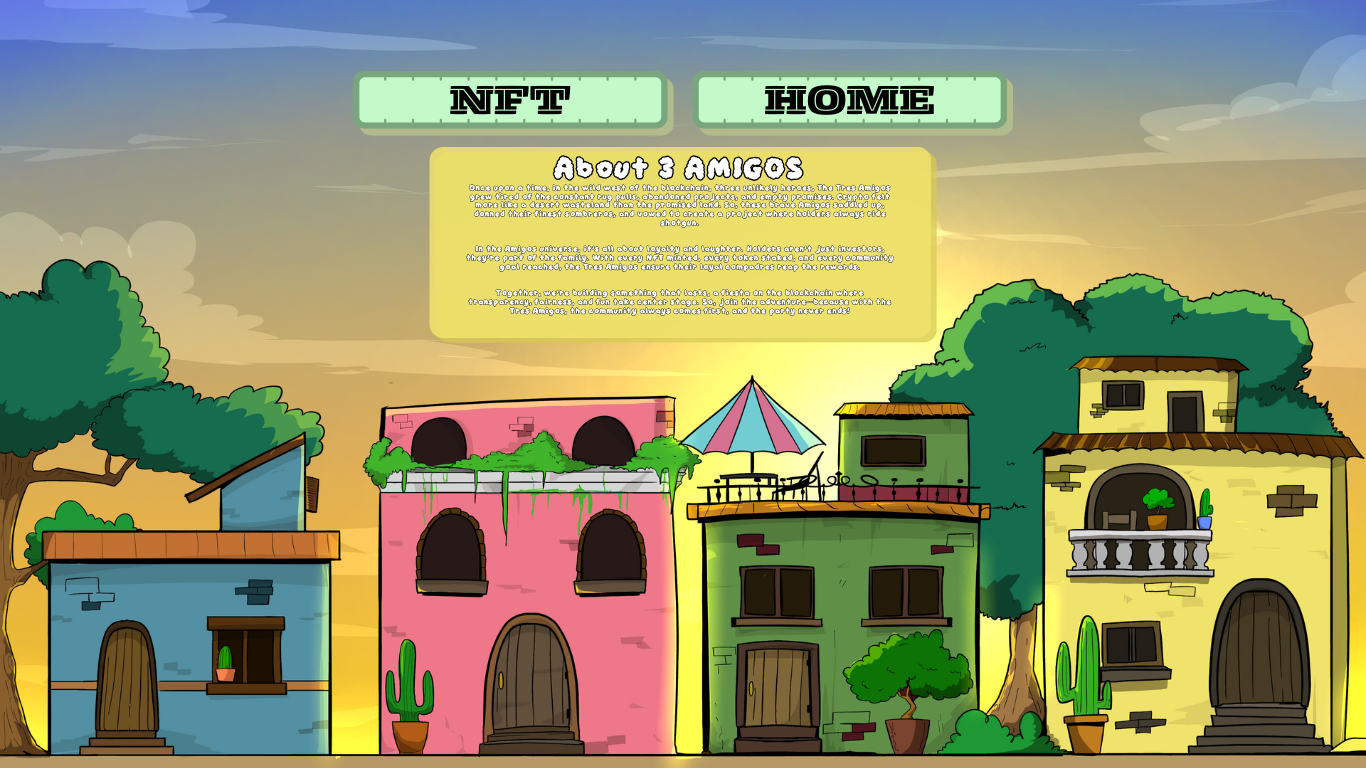 NFT
HOME
About 3 AMIGOS
Once upon a time, in the wild west of the blockchain, three unlikely heroes, The Tres Amigos
grew tired of the constant rug pulls, abandoned projects, and empty promises. Crypto felt
more like a desert wasteland than the promised land. So, these brave Amigos saddled up,
donned their finest sombreros, and vowed to create a project where holders always ride
shotgun.
In the Amigos universe, it's all about loyalty and laughter. Holders aren't just investors,
they're part of the family. With every NFT minted, every token staked, and every community
goal reached, the Tres Amigos ensure their loyal compadres reap the rewards.
Together, we're building something that lasts, a fiesta on the blockchain where
transparency, fairness, and fun take center stage. So, join the adventure—because with the
Tres Amigos, the community always comes first, and the party never ends!